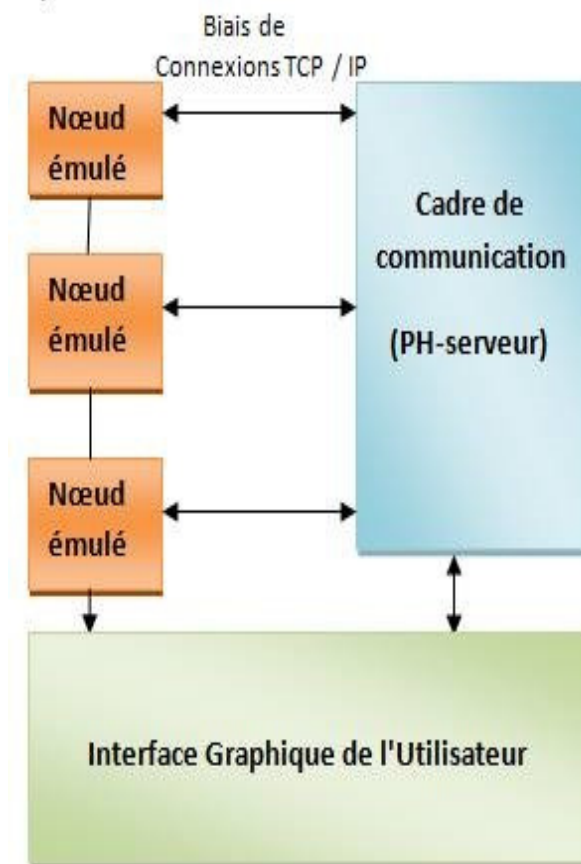 Biais de
Connexions TCP / IP
Nœud
émulé
Nœud
émulé
Nœud
émulé
Cadre de
communication
(PH-serveur)
Interface Graphique de l'Utilisateur